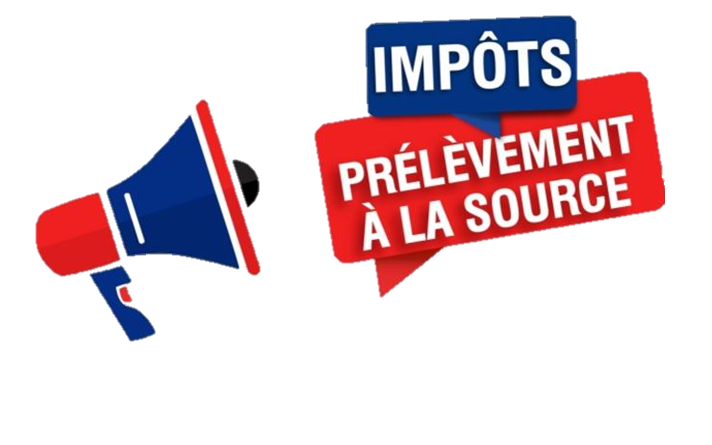 IMPÔTS
PRÉLÈVEMENT
À LA SOURCE